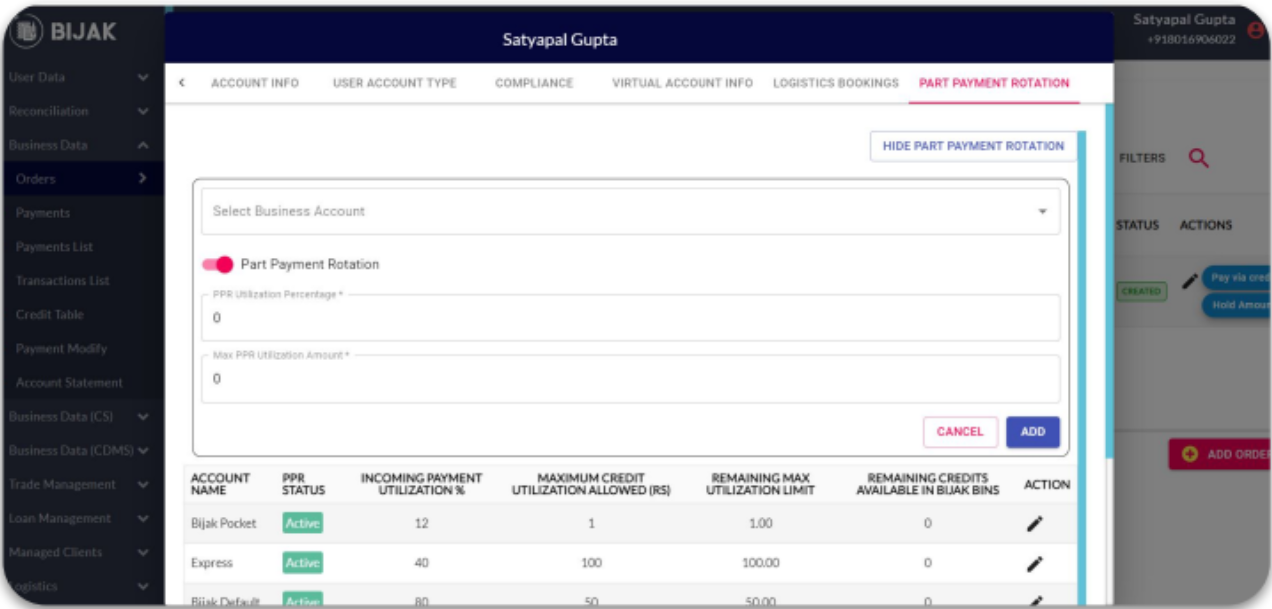 BIJAK
Satyapal Gupta
Satyapal Gupta
+918016906022
User Data
Reconciliation
Business Data
Orders
Payments
Payments List
Transactions List
Credit Table
Payment Modify
Account Statement
Business Data (CS)
Business Data (CDMS)
Trade Management
Loan Management
Managed Clients
Logistics
ACCOUNT INFO USER ACCOUNT TYPE COMPLIANCE VIRTUAL ACCOUNT INFO LOGISTICS BOOKINGS PART PAYMENT ROTATION
HIDE PART PAYMENT ROTATION
Select Business Account
Part Payment Rotation
PPR Utilization Percentage *
0
Max PPR Utilization Amount *
0
CANCEL ADD
ACCOUNT NAME PPR STATUS INCOMING PAYMENT UTILIZATION % MAXIMUM CREDIT UTILIZATION ALLOWED (RS) REMAINING MAX UTILIZATION LIMIT REMAINING CREDITS AVAILABLE IN BIJAK BINS ACTION
Bijak Pocket Active 12 1 1.00 0
Express Active 40 100 100.00 0
Bijak Default Active 80 50 50.00 0
FILTERS
STATUS ACTIONS
CREATED
Pay via cred
Hold Amoun
ADD ORDE